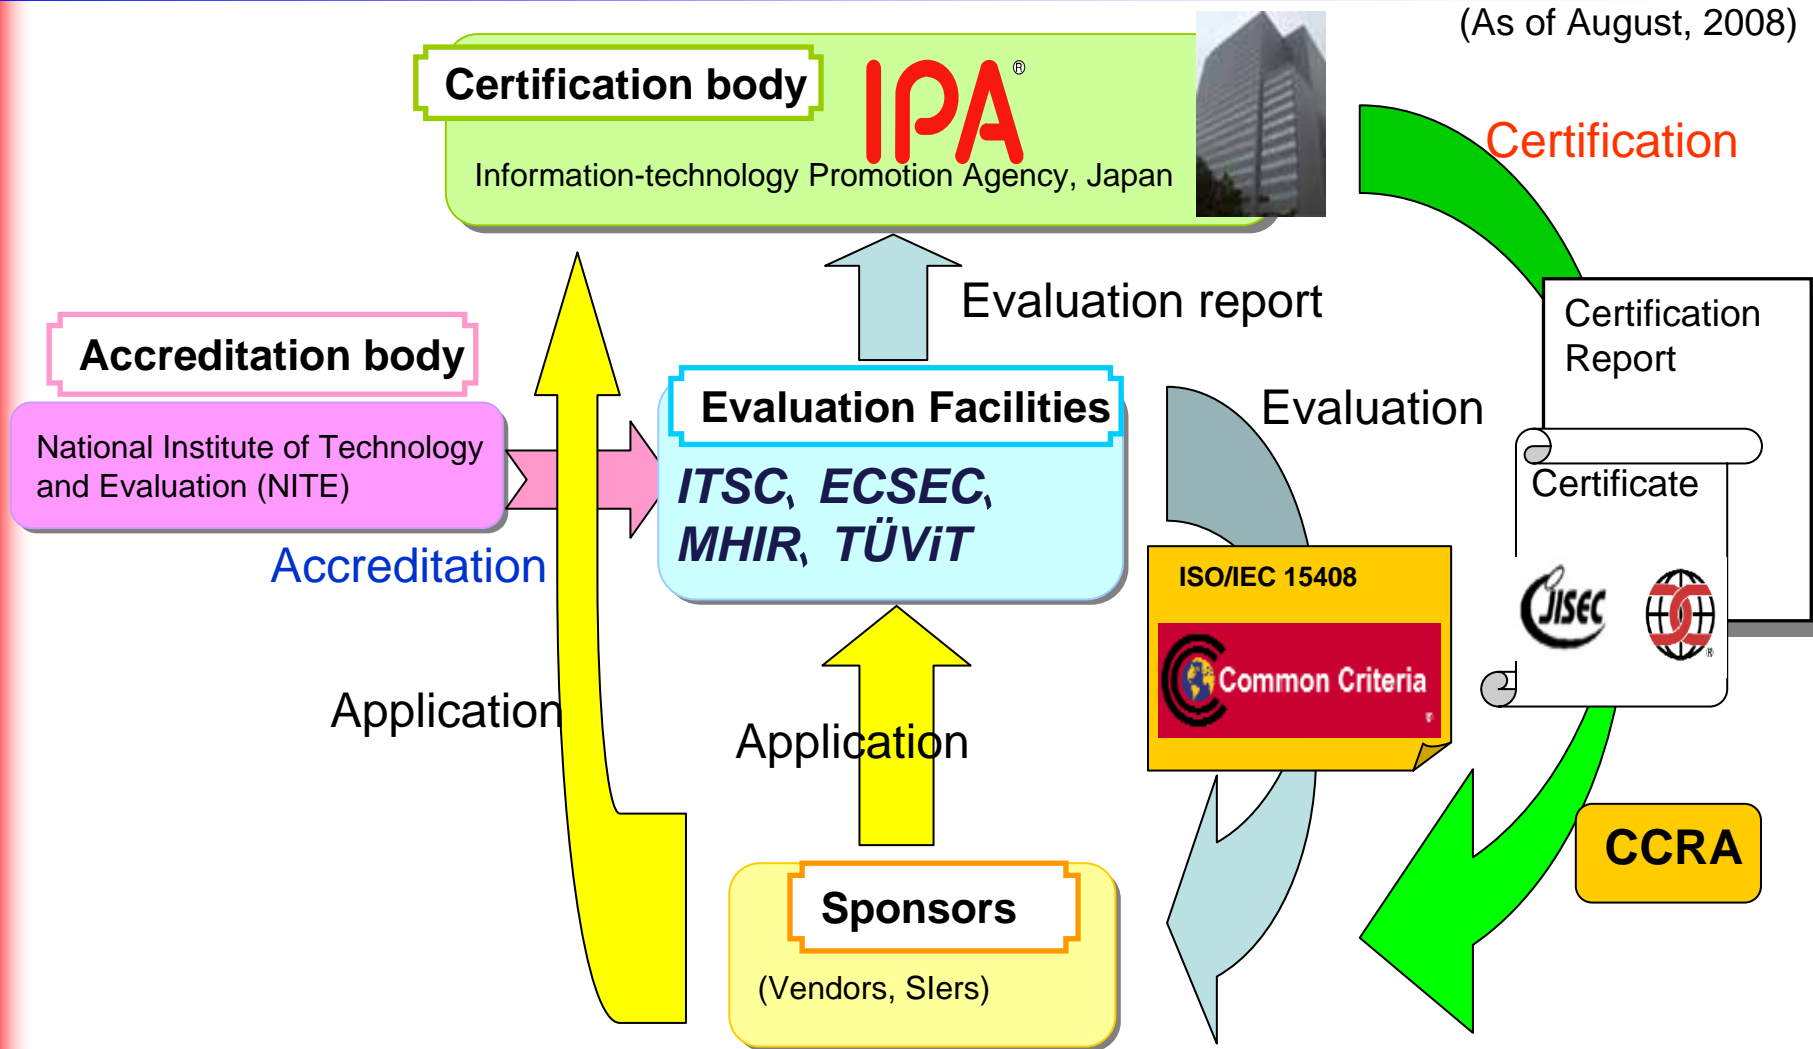 (As of August, 2008)
Certification body
IPA®
Information-technology Promotion Agency, Japan
Certification
Evaluation report
Certification
Report
Accreditation body
National Institute of Technology
and Evaluation (NITE)
Evaluation Facilities
ITSC, ECSEC,
MHIR, TÜViT
Evaluation
Certificate
JISEC
®
Accreditation
ISO/IEC 15408
Common Criteria
Application
Application
CCRA
Sponsors
(Vendors, SIers)